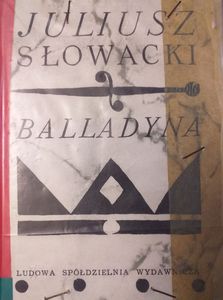 JULIUSZ
SŁOWACKI
BALLADYNA
LUDOWA SPÓŁDZIELNIA WYDAWNICZA